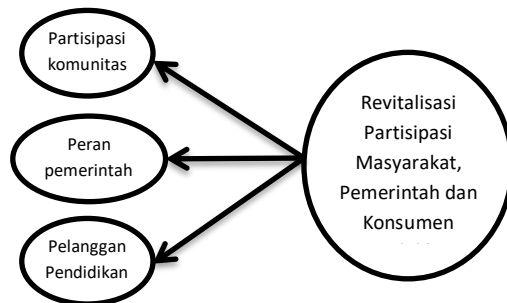 Partisipasi
komunitas
Peran
pemerintah
Pelanggan
Pendidikan
Revitalisasi
Partisipasi
Masyarakat,
Pemerintah dan
Konsumen